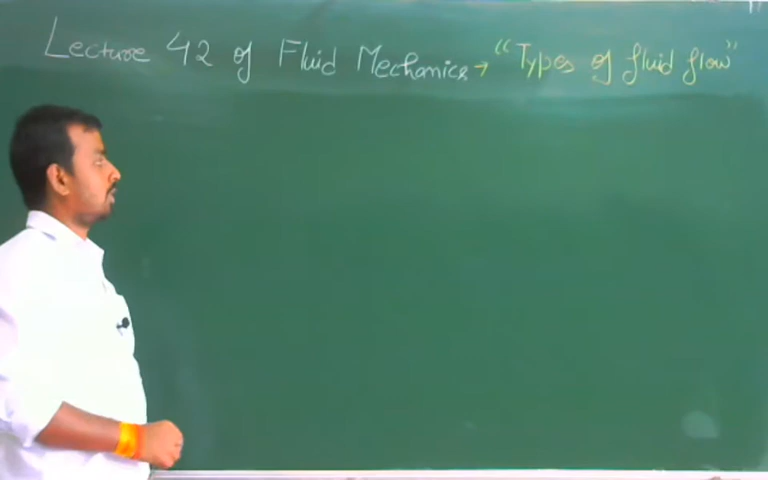 Lecture 42 of Fluid Mechanics → "Types of fluid flow"